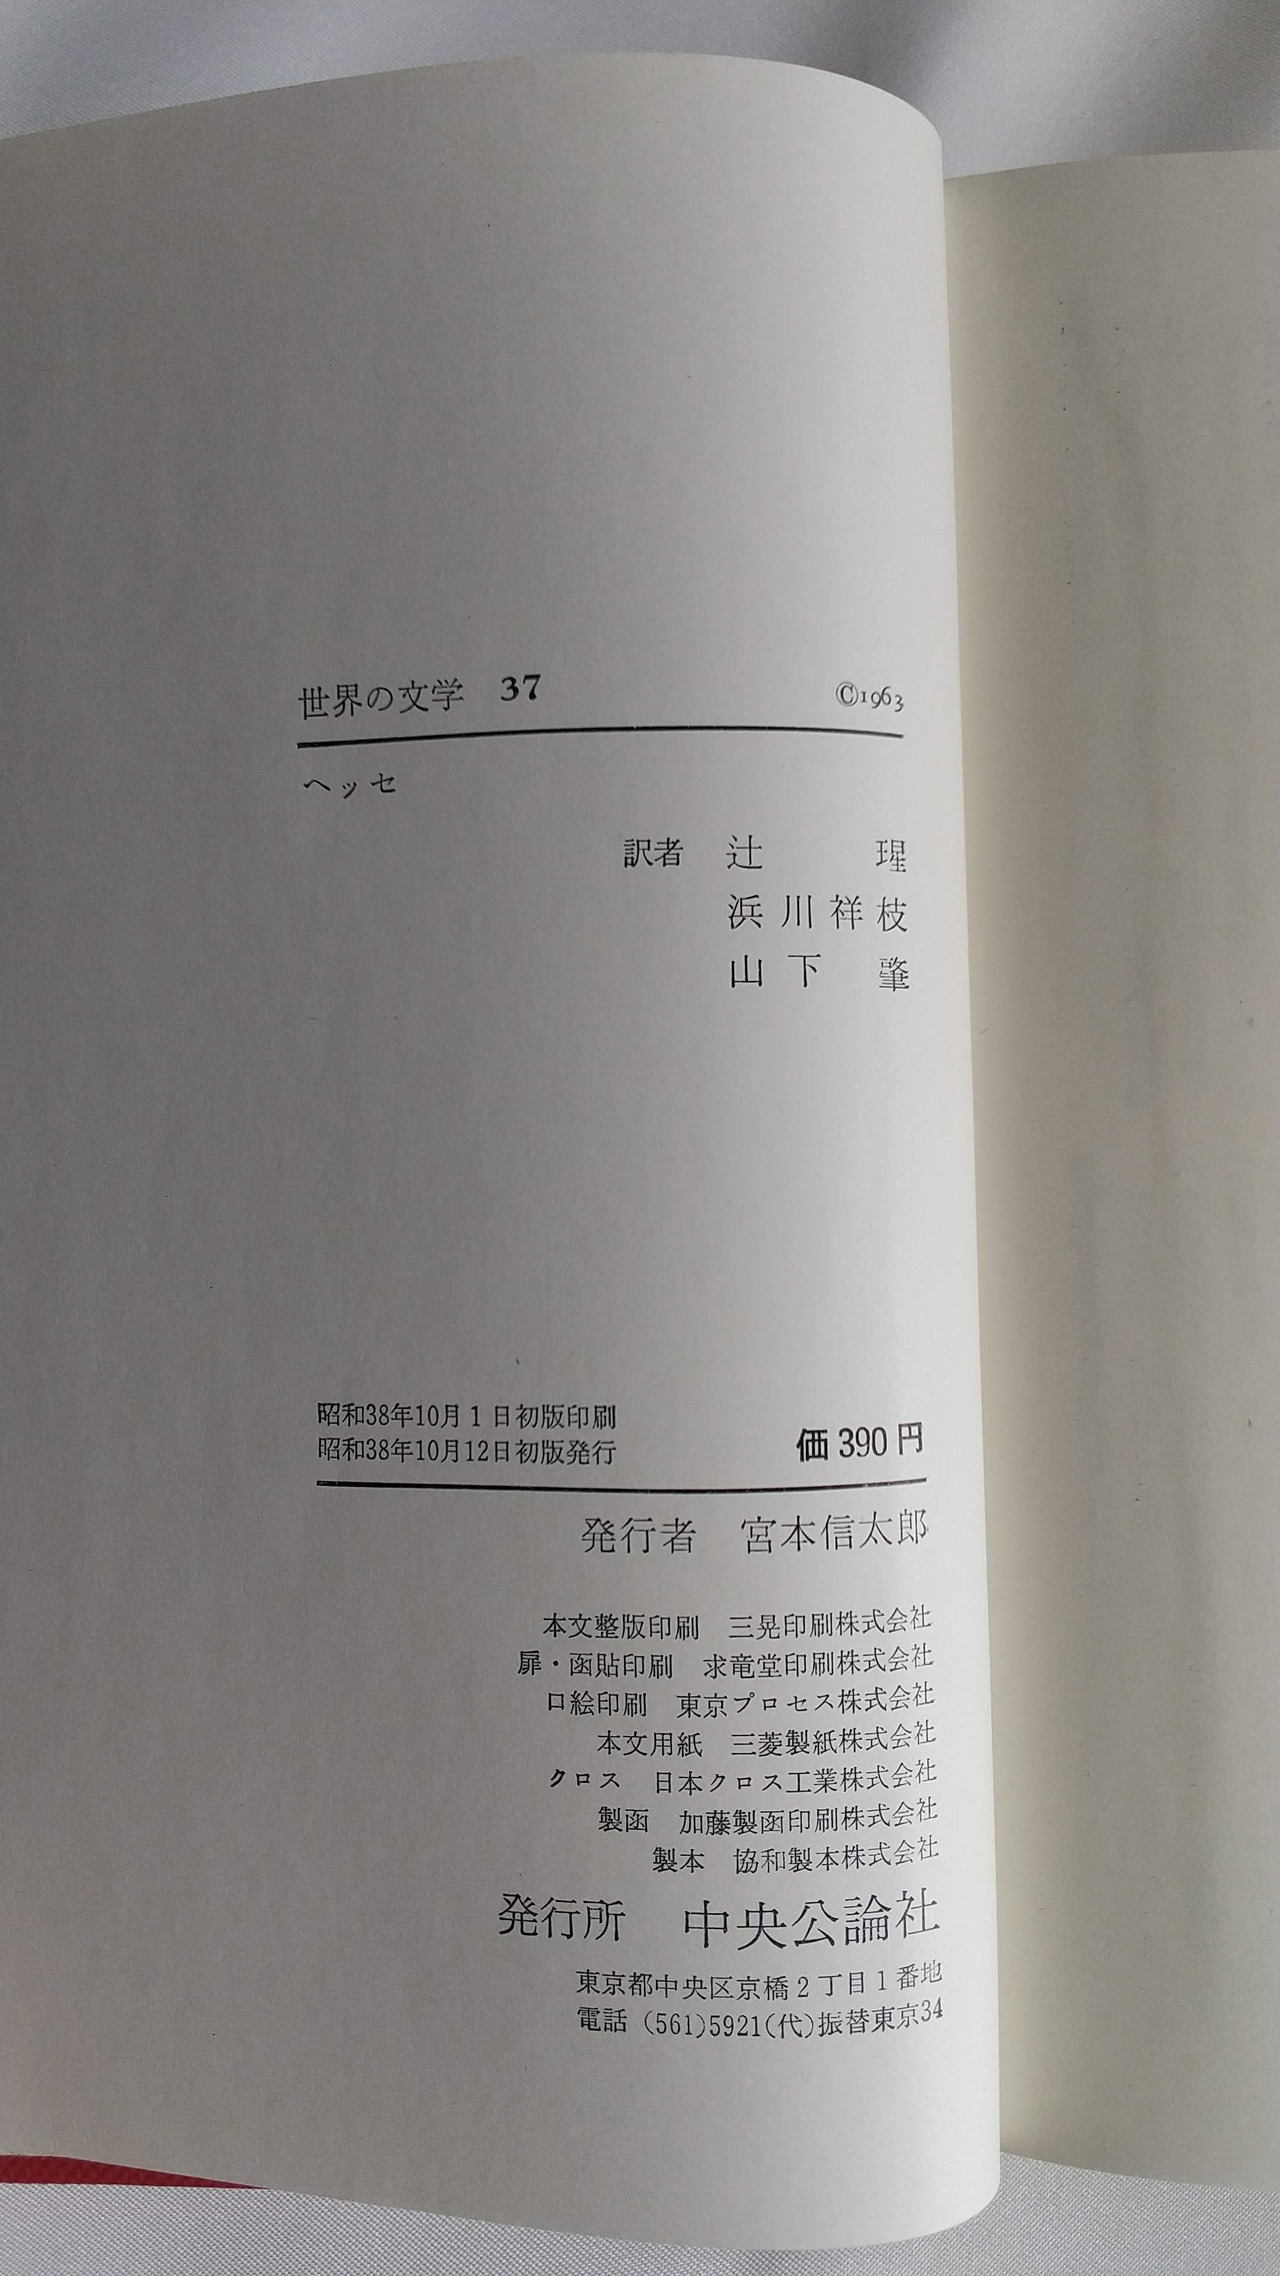 世界の文学 37 ©1963
ヘッセ
訳者 辻 瑆
浜川祥枝
山下 肇
昭和38年10月1日初版印刷
昭和38年10月12日初版発行 価390円
発行者 宮本信太郎
本文整版印刷 三晃印刷株式会社
扉・函貼印刷 求竜堂印刷株式会社
口絵印刷 東京プロセス株式会社
本文用紙 三菱製紙株式会社
クロス 日本クロス工業株式会社
製函 加藤製函印刷株式会社
製本 協和製本株式会社
発行所 中央公論社
東京都中央区京橋2丁目1番地
電話 (561)5921(代)振替東京34